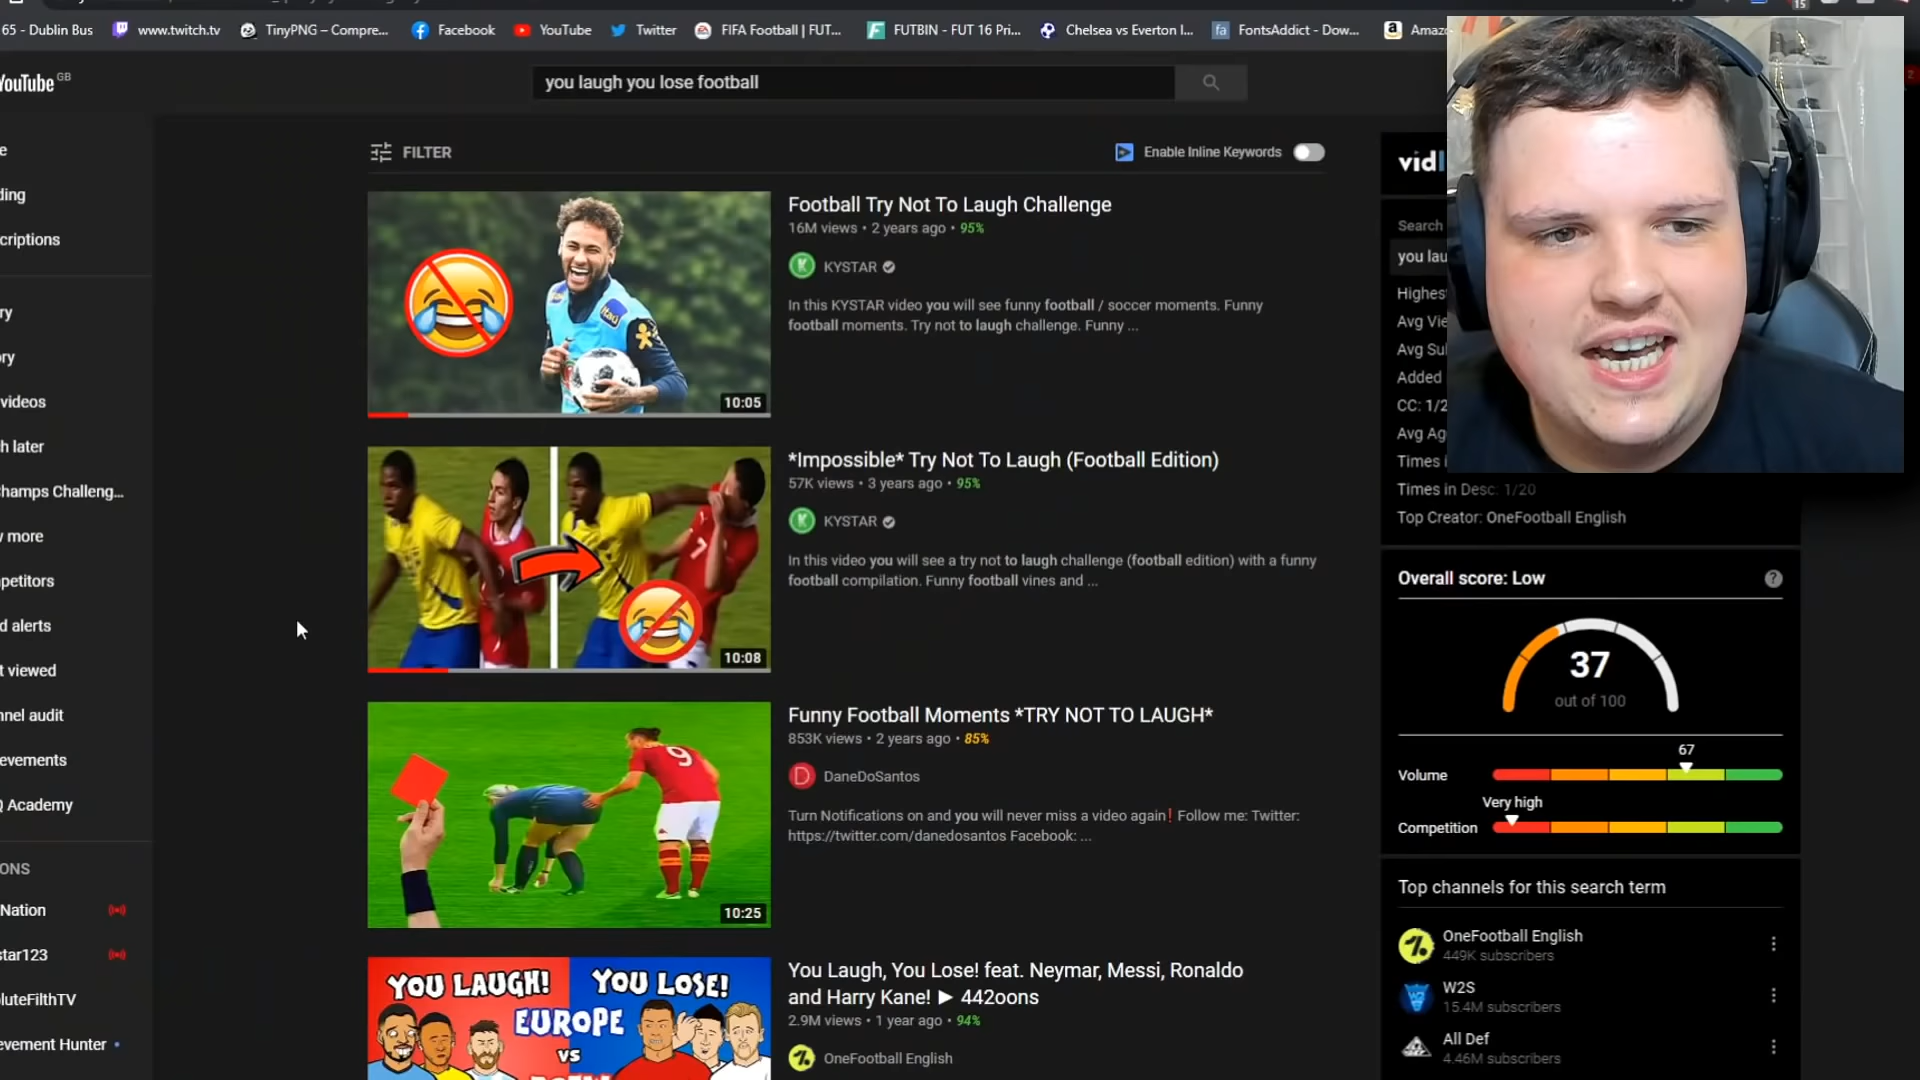 65 - Dublin Bus
www.twitch.tv
TinyPNG – Compre...
Facebook
YouTube
Twitter
FIFA Football | FUT...
FUTBIN - FUT 16 Pri...
Chelsea vs Everton I...
FontsAddict - Dow...
Amazo
15
YouTube GB
you laugh you lose football
2
FILTER
Enable Inline Keywords
ding
criptions
ry
ory
videos
h later
hamps Challeng...
w more
petitors
d alerts
t viewed
nnel audit
evements
Q Academy
ONS
Nation
star123
luteFilthTV
evement Hunter
Football Try Not To Laugh Challenge
16M views • 2 years ago • 95%
K KYSTAR
In this KYSTAR video you will see funny football / soccer moments. Funny
football moments. Try not to laugh challenge. Funny ...
Itaú
10:05
*Impossible* Try Not To Laugh (Football Edition)
57K views • 3 years ago • 95%
K KYSTAR
In this video you will see a try not to laugh challenge (football edition) with a funny
football compilation. Funny football vines and ...
7
10:08
Funny Football Moments *TRY NOT TO LAUGH*
853K views • 2 years ago • 85%
D DaneDoSantos
Turn Notifications on and you will never miss a video again❗ Follow me: Twitter:
https://twitter.com/danedosantos Facebook: ...
9
10:25
You Laugh, You Lose! feat. Neymar, Messi, Ronaldo
and Harry Kane! ► 442oons
2.9M views • 1 year ago • 94%
OneFootball English
YOU LAUGH! YOU LOSE!
EUROPE
vs
vidI
Search
you lau
Highes
Avg Vie
Avg Su
Added
CC: 1/2
Avg Ag
Times i
Times in Desc: 1/20
Top Creator: OneFootball English
Overall score: Low
?
37
out of 100
67
Volume
Very high
Competition
Top channels for this search term
OneFootball English
449K subscribers
W2S
15.4M subscribers
All Def
4.46M subscribers